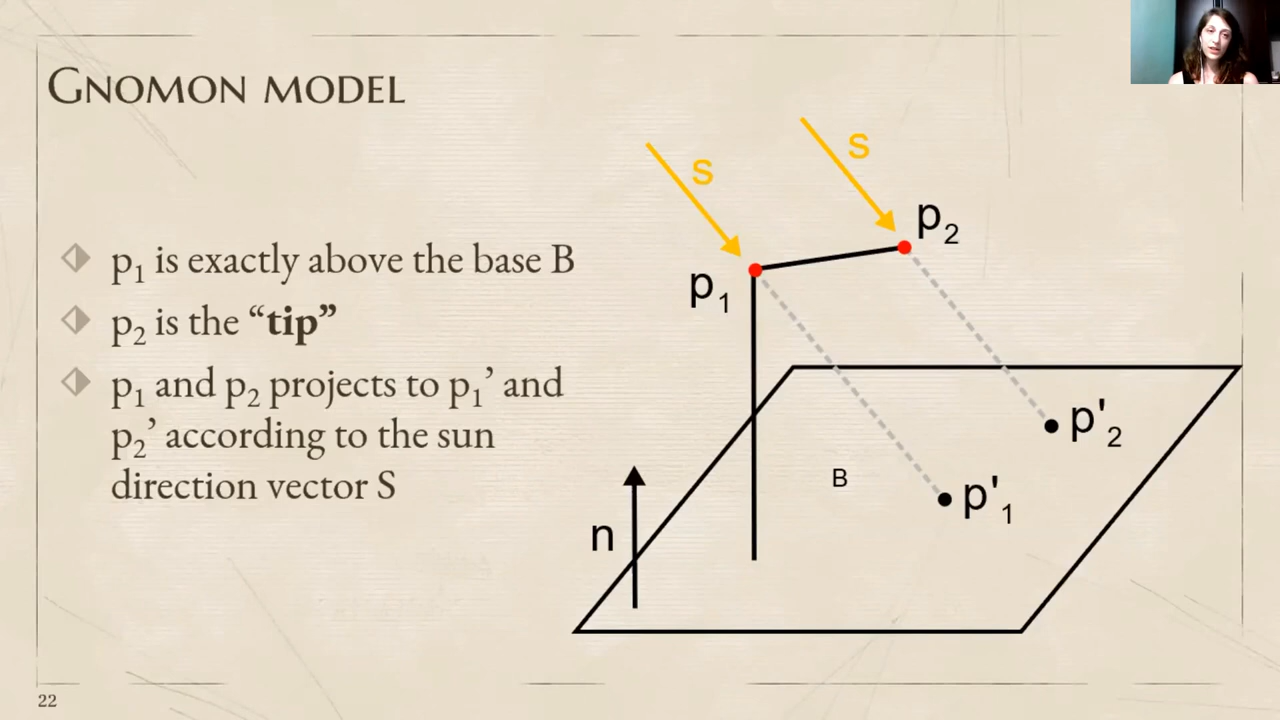 Gnomon model
p₁ is exactly above the base B
p₂ is the “tip”
p₁ and p₂ projects to p₁’ and
p₂’ according to the sun
direction vector S
s
s
p₂
p₁
p'₂
B
p'₁
n
22